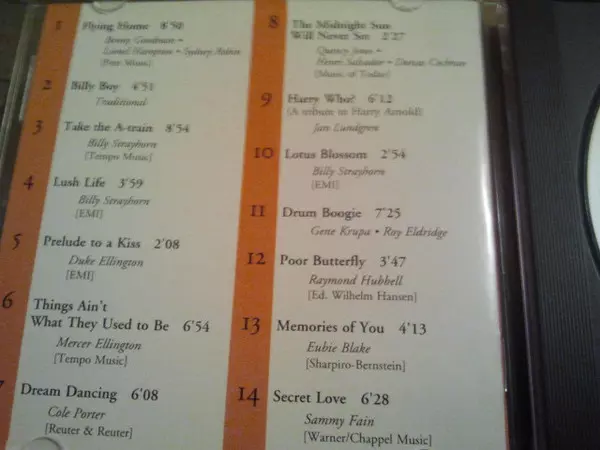 1 Flying Home 6'50
Benny Goodman •
Lionel Hampton • Sydney Robin
2 Billy Boy 4'51
Traditional
3 Take the A-train 8'54
Billy Strayhorn
[Tempo Music]
4 Lush Life 3'59
Billy Strayhorn
[EMI]
5 Prelude to a Kiss 2'08
Duke Ellington
[EMI]
6 Things Ain't
What They Used to Be 6'54
Mercer Ellington
[Tempo Music]
7 Dream Dancing 6'08
Cole Porter
[Reuter & Reuter]
8 The Midnight Sun
Will Never Set 2'27
Quincy Jones •
Henri Salvador • Dorcas Cochran
[Music of Today]
9 Harry Who? 6'12
(A tribute to Harry Arnold)
Jan Lundgren
10 Lotus Blossom 2'54
Billy Strayhorn
[EMI]
11 Drum Boogie 7'25
Gene Krupa • Roy Eldridge
12 Poor Butterfly 3'47
Raymond Hubbell
[Ed. Wilhelm Hansen]
13 Memories of You 4'13
Eubie Blake
[Sharpiro-Bernstein]
14 Secret Love 6'28
Sammy Fain
[Warner/Chappel Music]